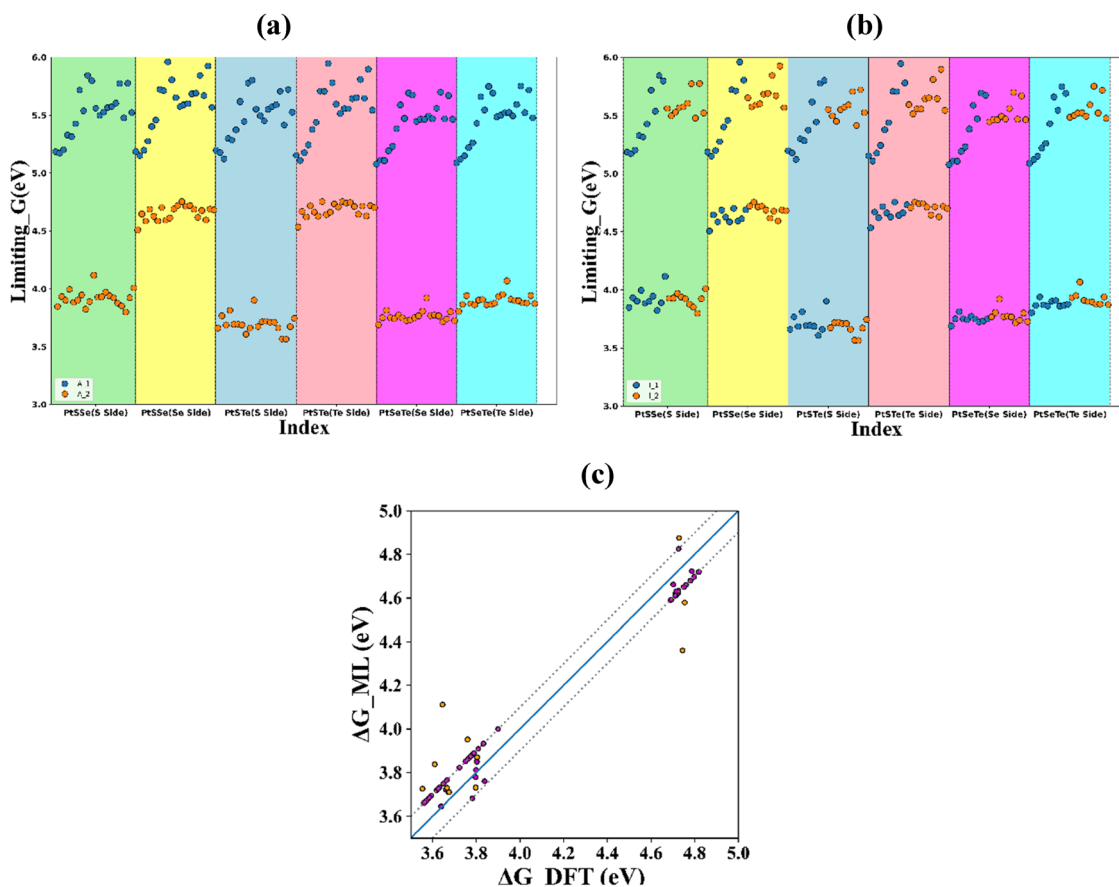 (a)
(b)
6.0
5.5
5.0
4.5
4.0
3.5
3.0
Limiting_G(eV)
A_1
A_2
PtSSe(S Side)
PtSSe(Se Side)
PtSTe(S Side)
PtSTe(Te Side)
PtSeTe(Se Side)
PtSeTe(Te Side)
Index
6.0
5.5
5.0
4.5
4.0
3.5
3.0
Limiting_G(eV)
I_1
I_2
PtSSe(S Side)
PtSSe(Se Side)
PtSTe(S Side)
PtSTe(Te Side)
PtSeTe(Se Side)
PtSeTe(Te Side)
Index
(c)
5.0
4.8
4.6
4.4
4.2
4.0
3.8
3.6
ΔG_ML (eV)
3.6 3.8 4.0 4.2 4.4 4.6 4.8 5.0
ΔG_DFT (eV)